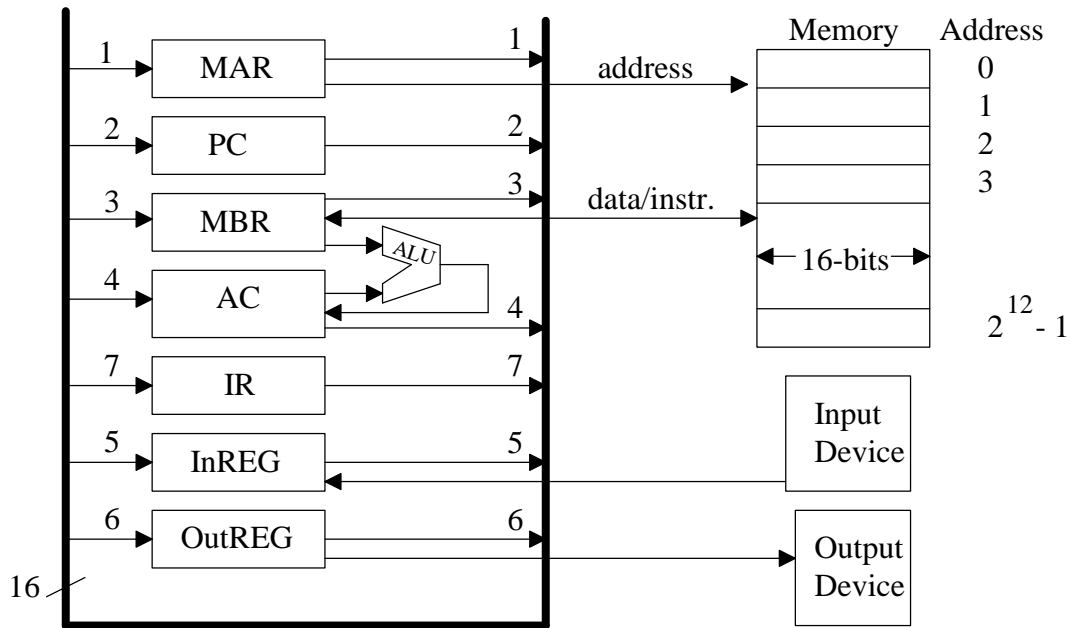 Memory Address
1 MAR 1
address
0
1
2 PC 2
2
3 MBR 3
data/instr.
3
ALU
4 AC 4
16-bits
2 12 - 1
7 IR 7
Input
Device
5 InREG 5
6 OutREG 6
Output
Device
16